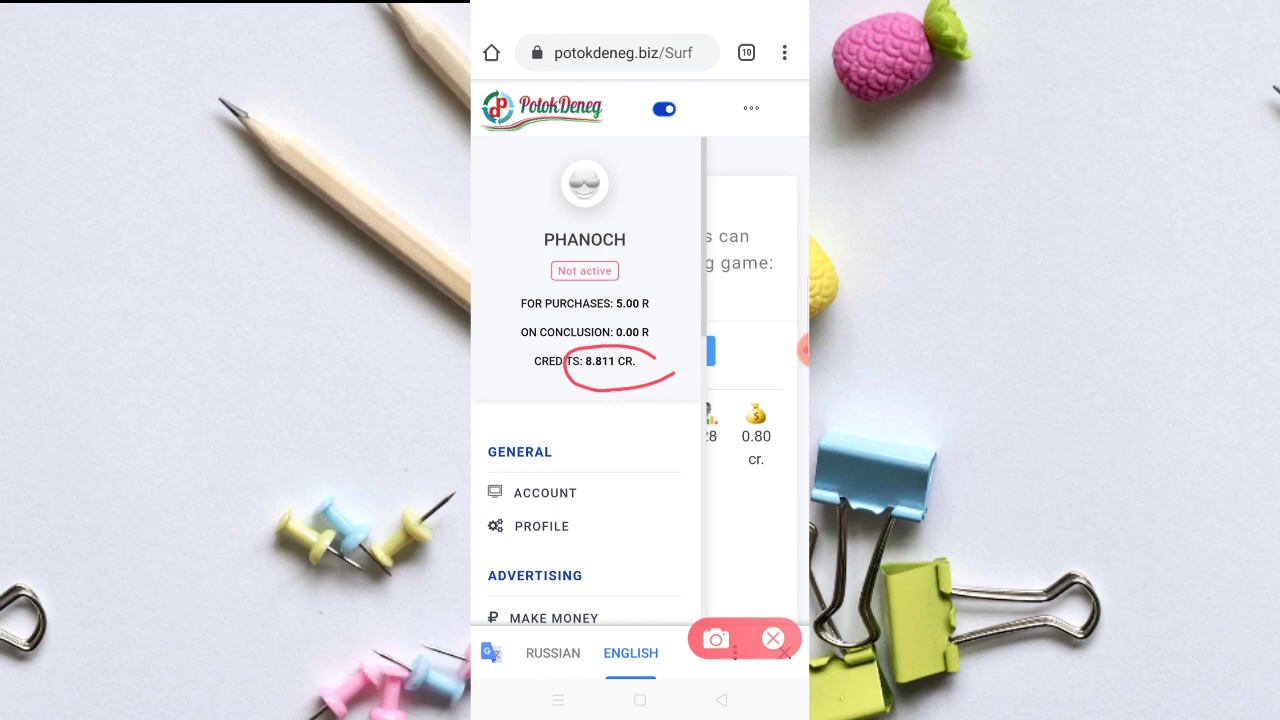 potokdeneg.biz/Surf
10
PotokDeneg
PHANOCH
Not active
FOR PURCHASES: 5.00 R
ON CONCLUSION: 0.00 R
CREDITS: 8.811 CR.
s can
g game:
28
0.80
cr.
GENERAL
ACCOUNT
PROFILE
ADVERTISING
₽ MAKE MONEY
RUSSIAN
ENGLISH